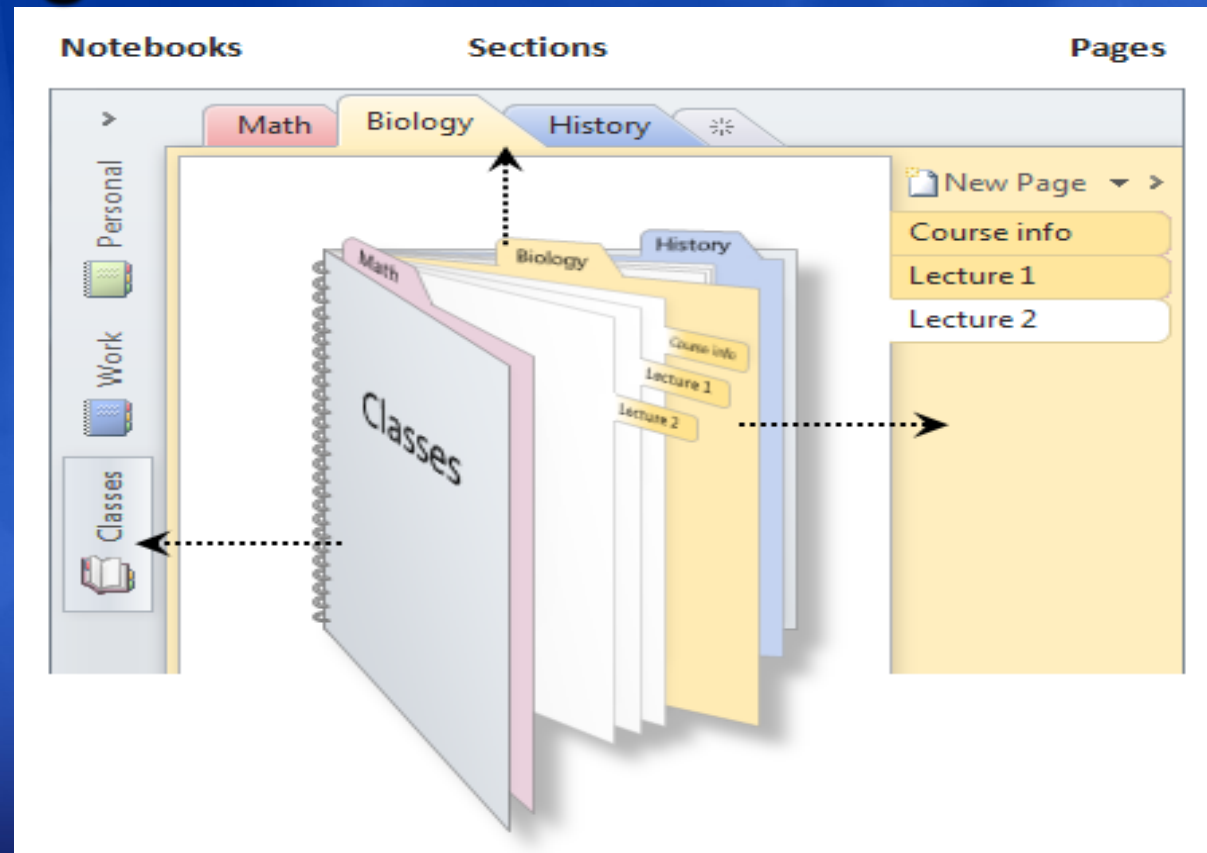 Notebooks Sections Pages
Math Biology History
Personal
Work
Classes
New Page
Course info
Lecture 1
Lecture 2
Math
Biology
History
Course info
Lecture 1
Lecture 2
Classes